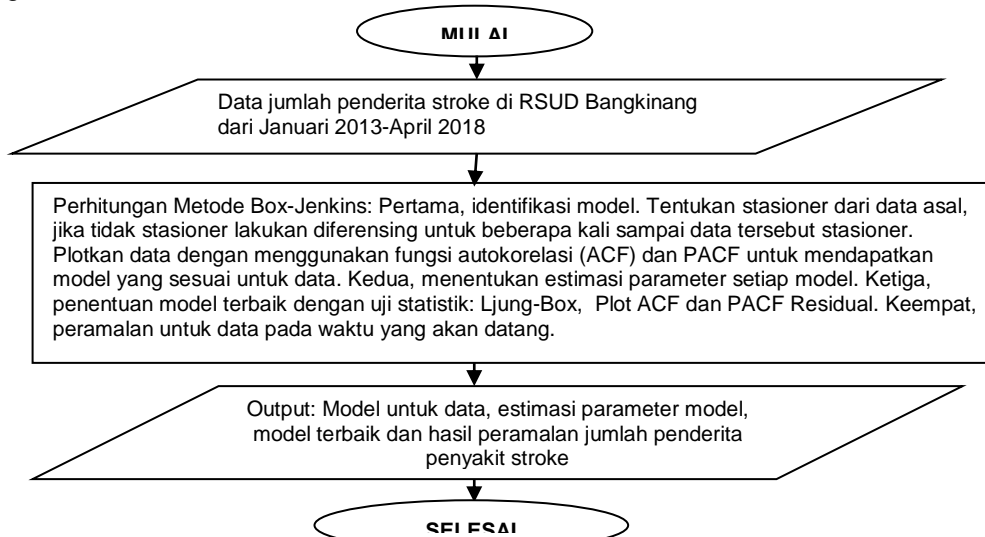 MULAI
Data jumlah penderita stroke di RSUD Bangkinang
dari Januari 2013-April 2018
Perhitungan Metode Box-Jenkins: Pertama, identifikasi model. Tentukan stasioner dari data asal,
jika tidak stasioner lakukan diferensing untuk beberapa kali sampai data tersebut stasioner.
Plotkan data dengan menggunakan fungsi autokorelasi (ACF) dan PACF untuk mendapatkan
model yang sesuai untuk data. Kedua, menentukan estimasi parameter setiap model. Ketiga,
penentuan model terbaik dengan uji statistik: Ljung-Box, Plot ACF dan PACF Residual. Keempat,
peramalan untuk data pada waktu yang akan datang.
Output: Model untuk data, estimasi parameter model,
model terbaik dan hasil peramalan jumlah penderita
penyakit stroke
SELESAI